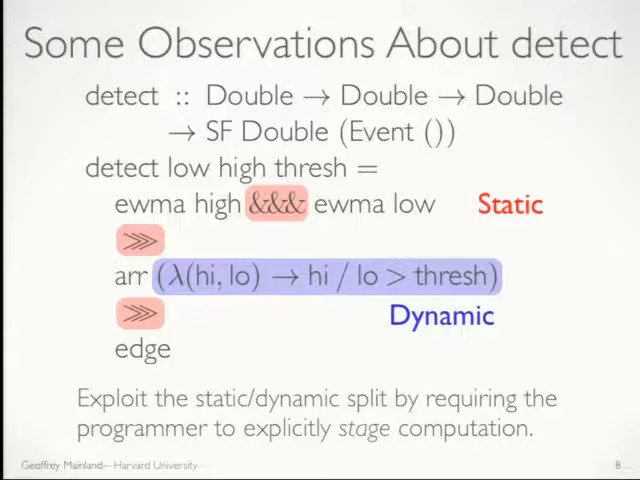 Some Observations About detect
detect :: Double → Double → Double
→ SF Double (Event ())
detect low high thresh =
ewma high &&& ewma low Static
⋙
arr (λ(hi, lo) → hi / lo > thresh)
⋙ Dynamic
edge
Exploit the static/dynamic split by requiring the
programmer to explicitly stage computation.
Geoffrey Mainland—Harvard University 8